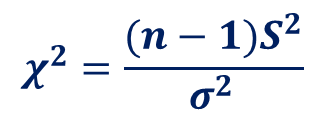 χ² = (n − 1)S² / σ²